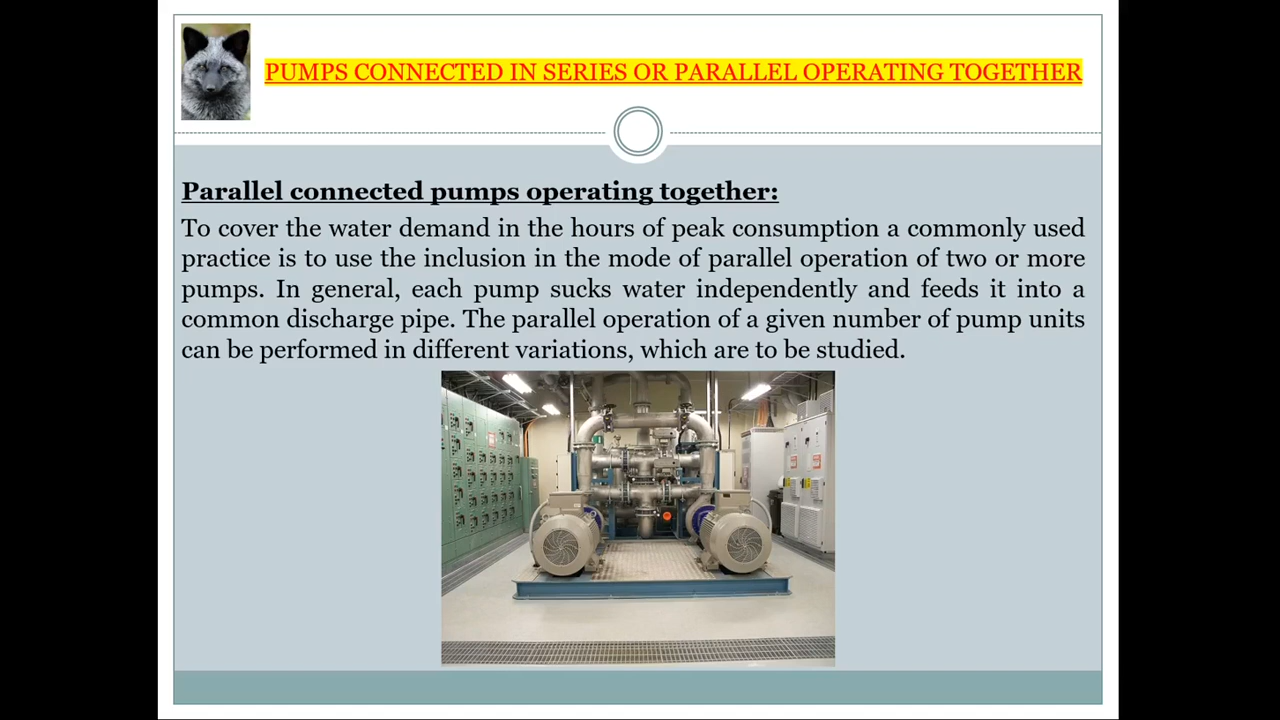 PUMPS CONNECTED IN SERIES OR PARALLEL OPERATING TOGETHER
Parallel connected pumps operating together:
To cover the water demand in the hours of peak consumption a commonly used
practice is to use the inclusion in the mode of parallel operation of two or more
pumps. In general, each pump sucks water independently and feeds it into a
common discharge pipe. The parallel operation of a given number of pump units
can be performed in different variations, which are to be studied.